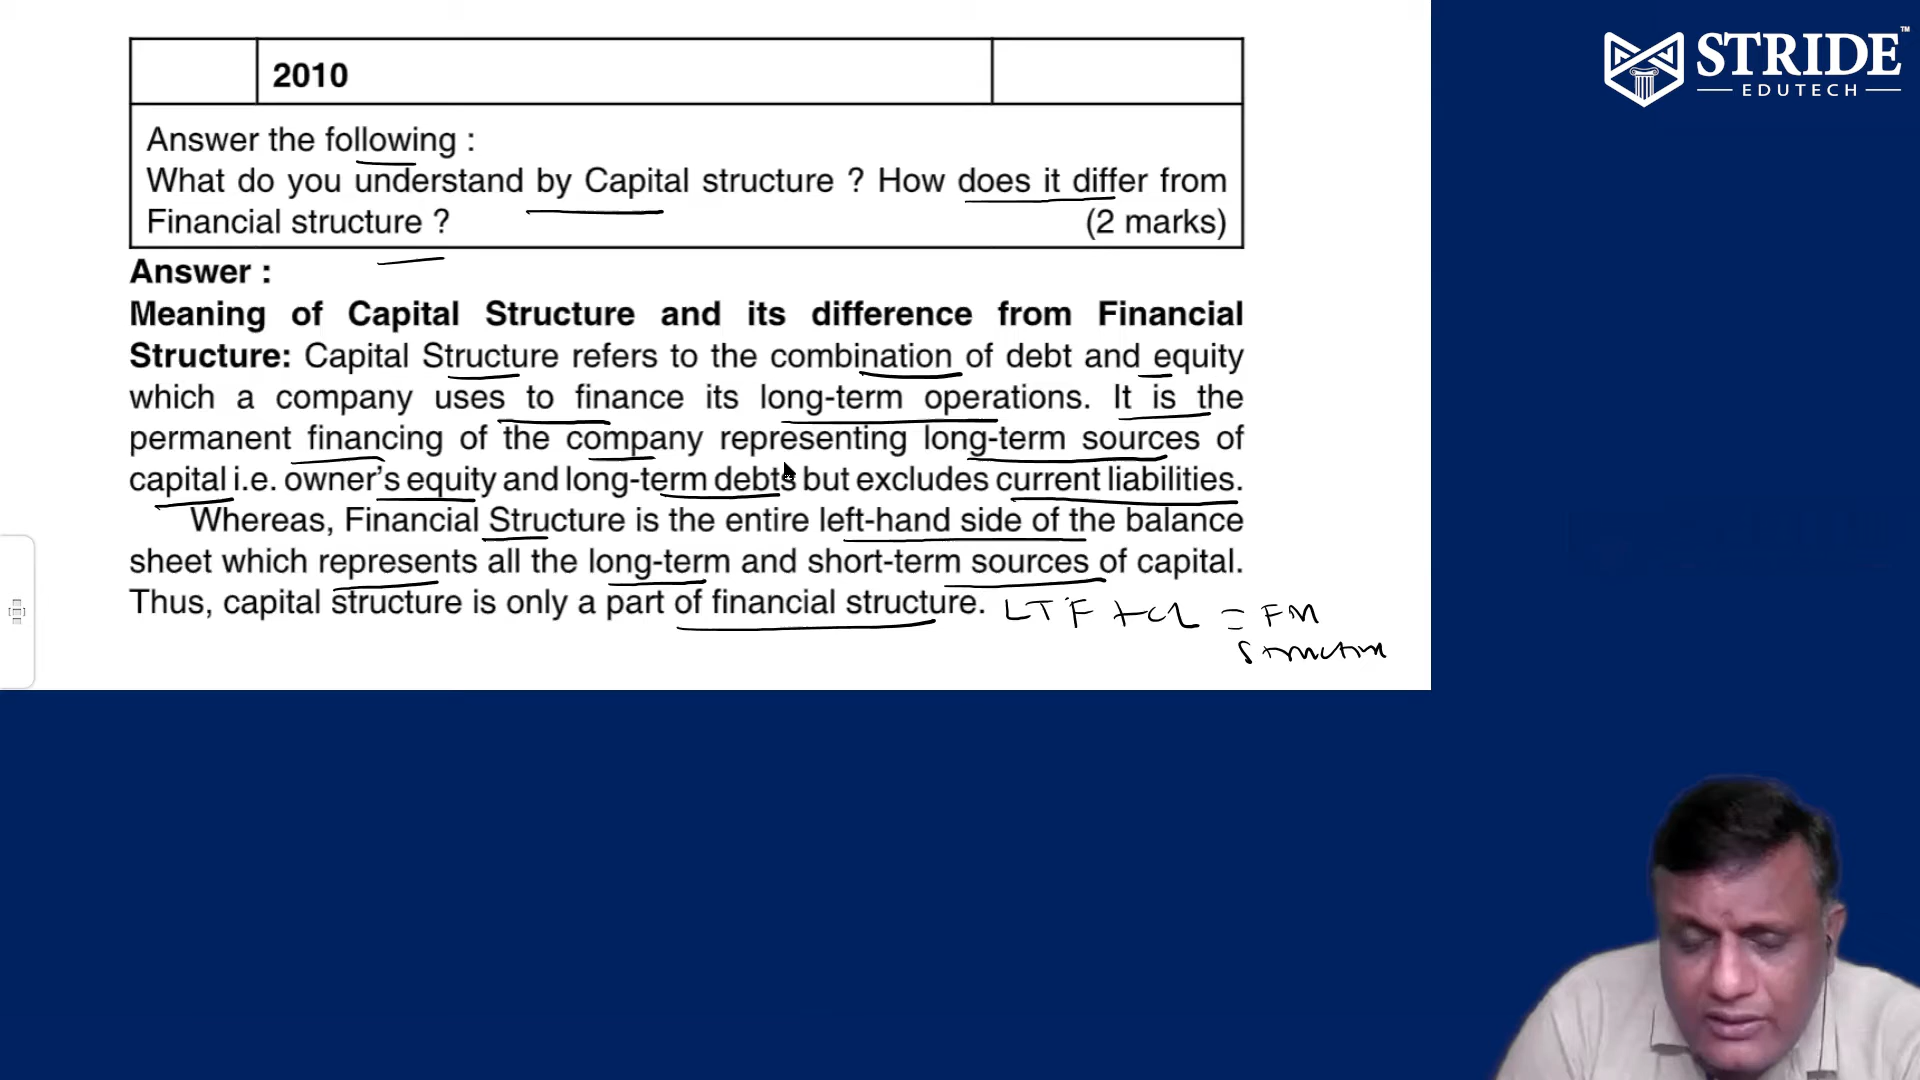 STRIDE™
EDUTECH
2010
Answer the following :
What do you understand by Capital structure ? How does it differ from
Financial structure ? (2 marks)
Answer :
Meaning of Capital Structure and its difference from Financial
Structure: Capital Structure refers to the combination of debt and equity
which a company uses to finance its long-term operations. It is the
permanent financing of the company representing long-term sources of
capital i.e. owner's equity and long-term debts but excludes current liabilities.
Whereas, Financial Structure is the entire left-hand side of the balance
sheet which represents all the long-term and short-term sources of capital.
Thus, capital structure is only a part of financial structure. LTF + CL = FM
Structure